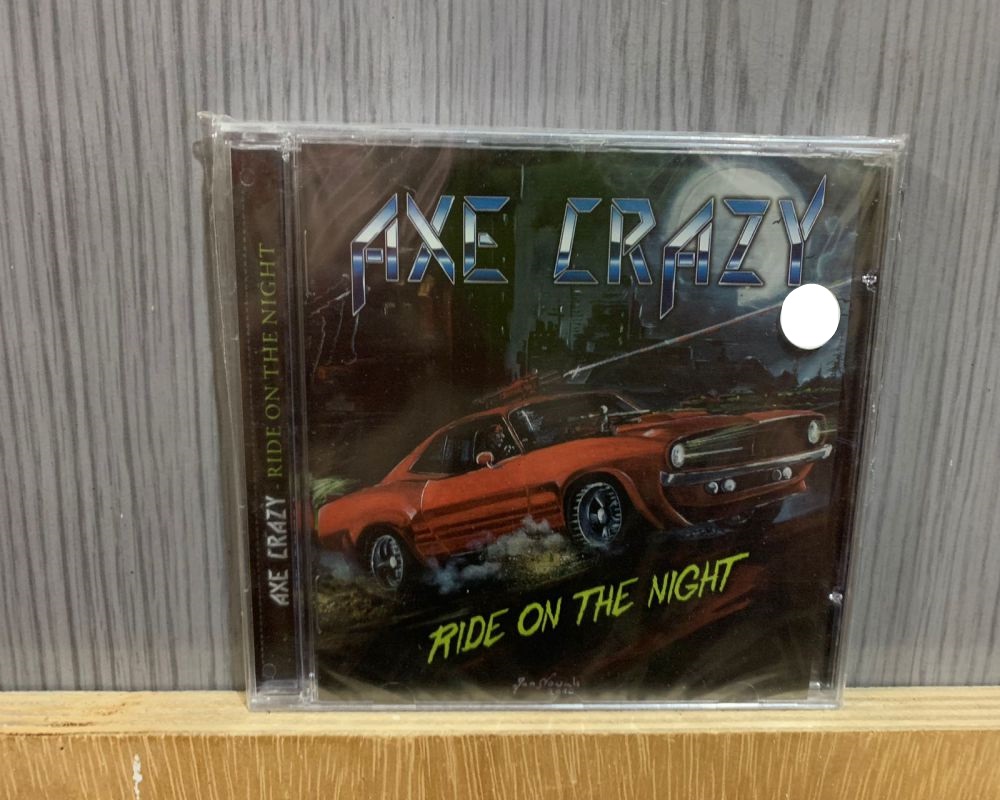 AXE CRAZY
RIDE ON THE NIGHT
AXE CRAZY - RIDE ON THE NIGHT